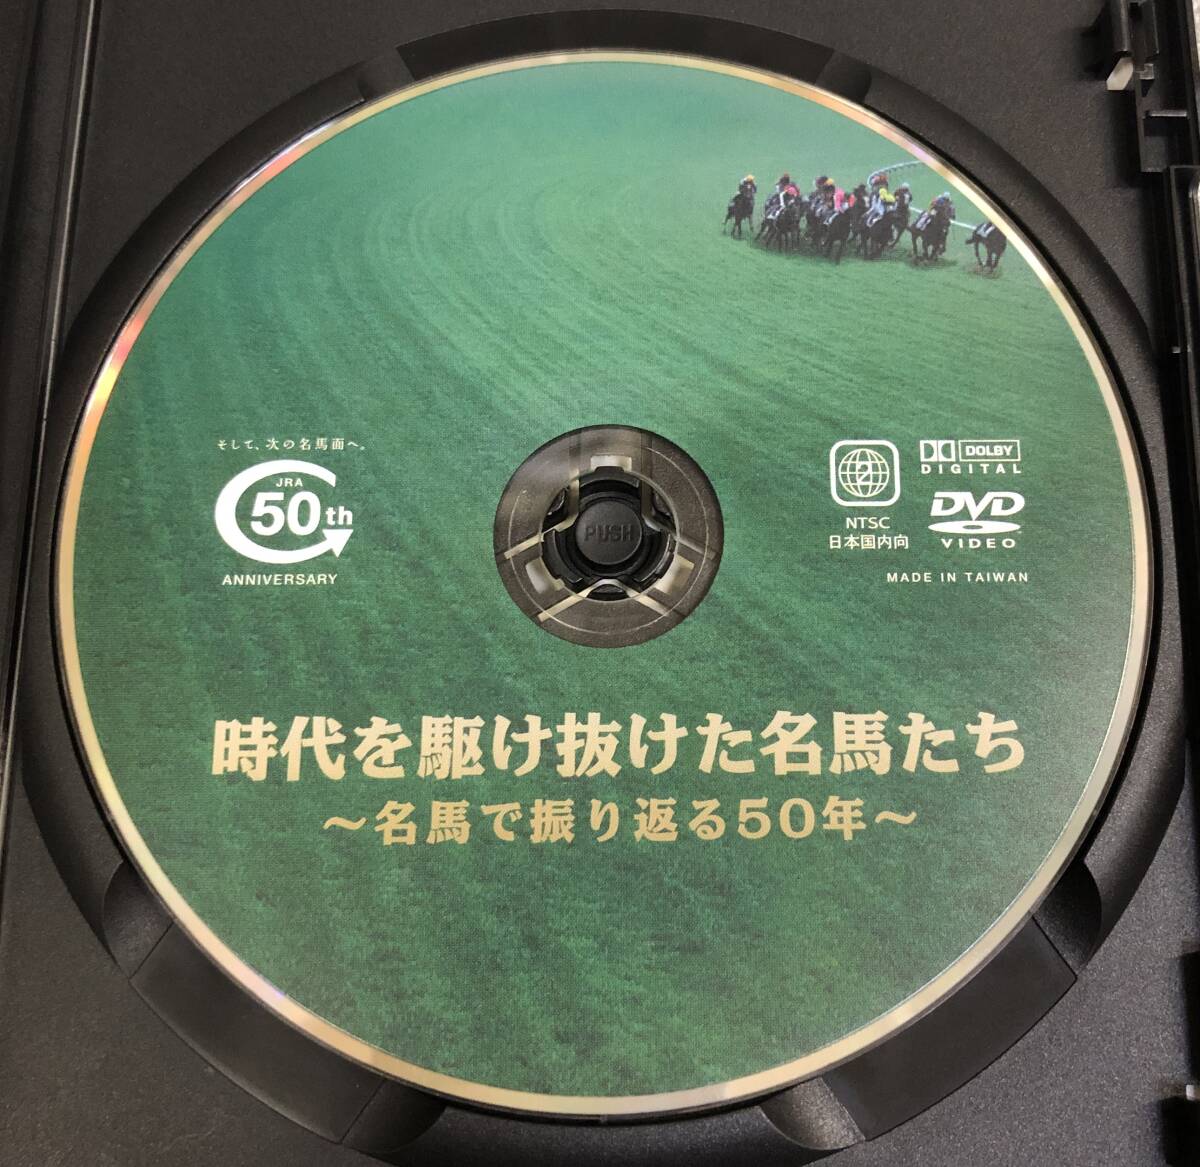 そして、次の名馬面へ。
JRA
50th
ANNIVERSARY
PUSH
2
NTSC
日本国内向
DOLBY
DIGITAL
DVD
VIDEO
MADE IN TAIWAN
時代を駆け抜けた名馬たち
～名馬で振り返る50年～